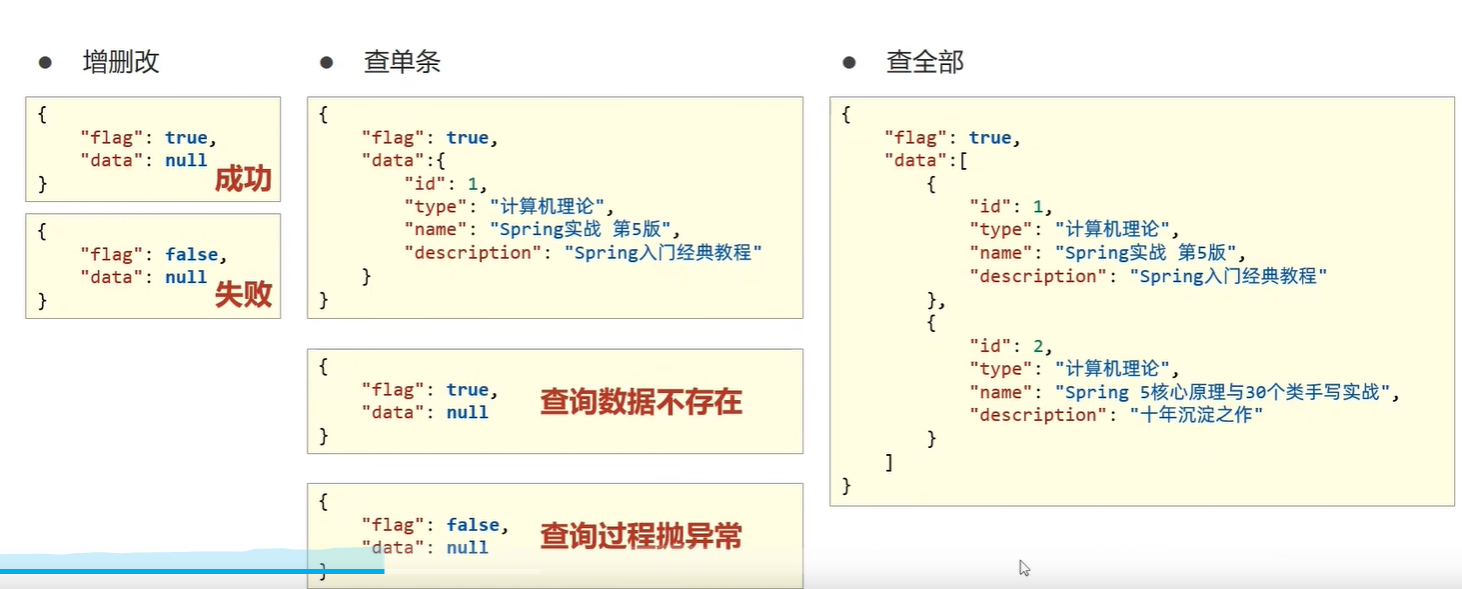 ● 增删改
{
"flag": true,
"data": null
}
成功
{
"flag": false,
"data": null
}
失败
● 查单条
{
"flag": true,
"data":{
"id": 1,
"type": "计算机理论",
"name": "Spring实战 第5版",
"description": "Spring入门经典教程"
}
}
{
"flag": true,
"data": null
}
查询数据不存在
{
"flag": false,
"data": null
}
查询过程抛异常
● 查全部
{
"flag": true,
"data":[
{
"id": 1,
"type": "计算机理论",
"name": "Spring实战 第5版",
"description": "Spring入门经典教程"
},
{
"id": 2,
"type": "计算机理论",
"name": "Spring 5核心原理与30个类手写实战",
"description": "十年沉淀之作"
}
]
}